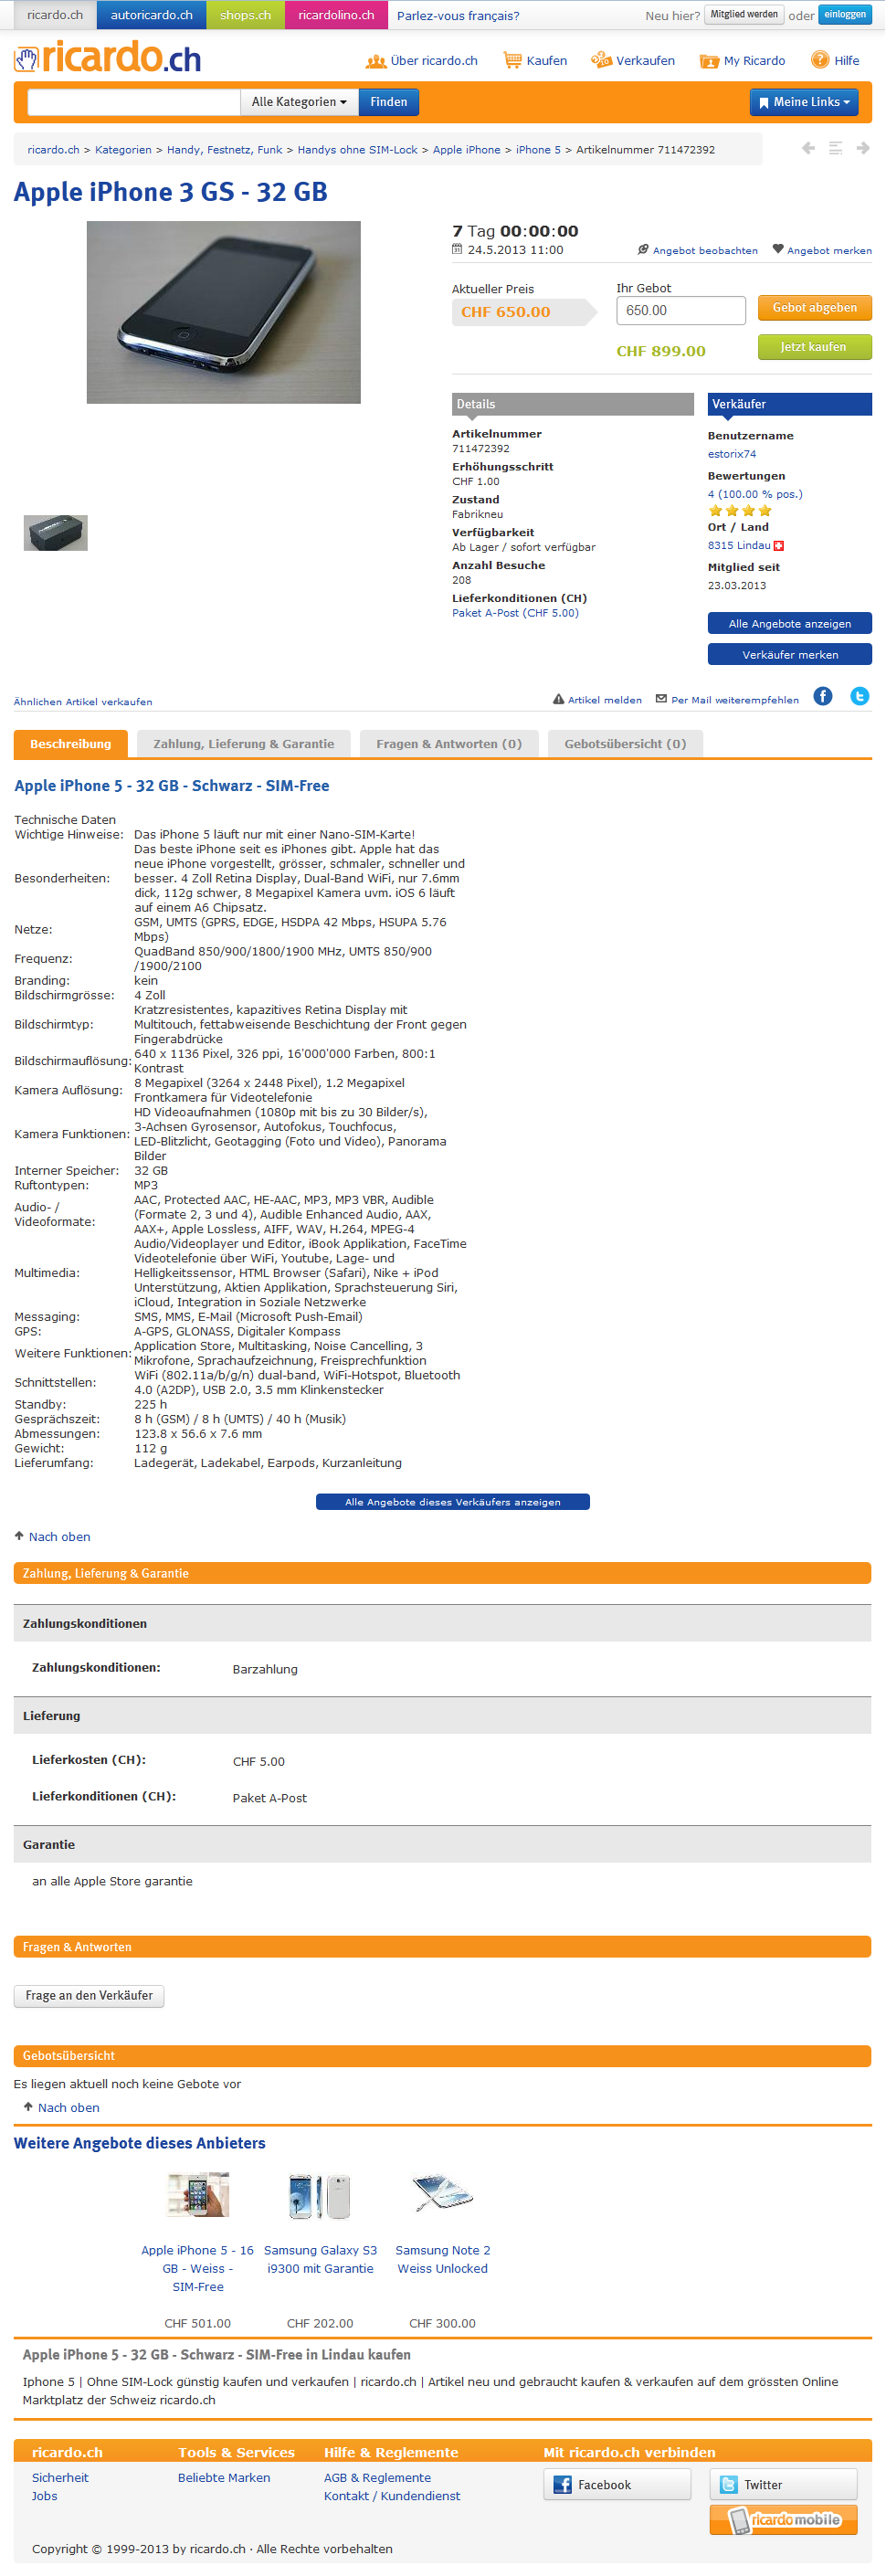 ricardo.ch autoricardo.ch shops.ch ricardolino.ch Parlez-vous français? Neu hier? Mitglied werden oder einloggen
ricardo.ch Über ricardo.ch Kaufen Verkaufen My Ricardo Hilfe
Alle Kategorien Finden Meine Links
ricardo.ch > Kategorien > Handy, Festnetz, Funk > Handys ohne SIM-Lock > Apple iPhone > iPhone 5 > Artikelnummer 711472392
Apple iPhone 3 GS - 32 GB
7 Tag 00:00:00
24.5.2013 11:00 Angebot beobachten Angebot merken
Aktueller Preis Ihr Gebot
CHF 650.00 650.00 Gebot abgeben
CHF 899.00 Jetzt kaufen
Details
Artikelnummer
711472392
Erhöhungsschritt
CHF 1.00
Zustand
Fabrikneu
Verfügbarkeit
Ab Lager / sofort verfügbar
Anzahl Besuche
208
Lieferkonditionen (CH)
Paket A-Post (CHF 5.00)
Verkäufer
Benutzername
estorix74
Bewertungen
4 (100.00 % pos.)
Ort / Land
8315 Lindau
Mitglied seit
23.03.2013
Alle Angebote anzeigen
Verkäufer merken
Ähnlichen Artikel verkaufen Artikel melden Per Mail weiterempfehlen
Beschreibung Zahlung, Lieferung & Garantie Fragen & Antworten (0) Gebotsübersicht (0)
Apple iPhone 5 - 32 GB - Schwarz - SIM-Free
Technische Daten
Wichtige Hinweise: Das iPhone 5 läuft nur mit einer Nano-SIM-Karte!
Besonderheiten: Das beste iPhone seit es iPhones gibt. Apple hat das
neue iPhone vorgestellt, grösser, schmaler, schneller und
besser. 4 Zoll Retina Display, Dual-Band WiFi, nur 7.6mm
dick, 112g schwer, 8 Megapixel Kamera uvm. iOS 6 läuft
auf einem A6 Chipsatz.
Netze: GSM, UMTS (GPRS, EDGE, HSDPA 42 Mbps, HSUPA 5.76
Mbps)
Frequenz: QuadBand 850/900/1800/1900 MHz, UMTS 850/900
/1900/2100
Branding: kein
Bildschirmgrösse: 4 Zoll
Bildschirmtyp: Kratzresistentes, kapazitives Retina Display mit
Multitouch, fettabweisende Beschichtung der Front gegen
Fingerabdrücke
Bildschirmauflösung: 640 x 1136 Pixel, 326 ppi, 16'000'000 Farben, 800:1
Kontrast
Kamera Auflösung: 8 Megapixel (3264 x 2448 Pixel), 1.2 Megapixel
Frontkamera für Videotelefonie
Kamera Funktionen: HD Videoaufnahmen (1080p mit bis zu 30 Bilder/s),
3-Achsen Gyrosensor, Autofokus, Touchfocus,
LED-Blitzlicht, Geotagging (Foto und Video), Panorama
Bilder
Interner Speicher: 32 GB
Ruftontypen: MP3
Audio- /
Videoformate: AAC, Protected AAC, HE-AAC, MP3, MP3 VBR, Audible
(Formate 2, 3 und 4), Audible Enhanced Audio, AAX,
AAX+, Apple Lossless, AIFF, WAV, H.264, MPEG-4
Multimedia: Audio/Videoplayer und Editor, iBook Applikation, FaceTime
Videotelefonie über WiFi, Youtube, Lage- und
Helligkeitssensor, HTML Browser (Safari), Nike + iPod
Unterstützung, Aktien Applikation, Sprachsteuerung Siri,
iCloud, Integration in Soziale Netzwerke
Messaging: SMS, MMS, E-Mail (Microsoft Push-Email)
GPS: A-GPS, GLONASS, Digitaler Kompass
Weitere Funktionen: Application Store, Multitasking, Noise Cancelling, 3
Mikrofone, Sprachaufzeichnung, Freisprechfunktion
Schnittstellen: WiFi (802.11a/b/g/n) dual-band, WiFi-Hotspot, Bluetooth
4.0 (A2DP), USB 2.0, 3.5 mm Klinkenstecker
Standby: 225 h
Gesprächszeit: 8 h (GSM) / 8 h (UMTS) / 40 h (Musik)
Abmessungen: 123.8 x 56.6 x 7.6 mm
Gewicht: 112 g
Lieferumfang: Ladegerät, Ladekabel, Earpods, Kurzanleitung
Alle Angebote dieses Verkäufers anzeigen
Nach oben
Zahlung, Lieferung & Garantie
Zahlungskonditionen
Zahlungskonditionen: Barzahlung
Lieferung
Lieferkosten (CH): CHF 5.00
Lieferkonditionen (CH): Paket A-Post
Garantie
an alle Apple Store garantie
Fragen & Antworten
Frage an den Verkäufer
Gebotsübersicht
Es liegen aktuell noch keine Gebote vor
Nach oben
Weitere Angebote dieses Anbieters
Apple iPhone 5 - 16 Samsung Galaxy S3 Samsung Note 2
GB - Weiss - i9300 mit Garantie Weiss Unlocked
SIM-Free
CHF 501.00 CHF 202.00 CHF 300.00
Apple iPhone 5 - 32 GB - Schwarz - SIM-Free in Lindau kaufen
Iphone 5 | Ohne SIM-Lock günstig kaufen und verkaufen | ricardo.ch | Artikel neu und gebraucht kaufen & verkaufen auf dem grössten Online
Marktplatz der Schweiz ricardo.ch
ricardo.ch Tools & Services Hilfe & Reglemente Mit ricardo.ch verbinden
Sicherheit Beliebte Marken AGB & Reglemente Facebook Twitter
Jobs Kontakt / Kundendienst
ricardomobile
Copyright © 1999-2013 by ricardo.ch · Alle Rechte vorbehalten